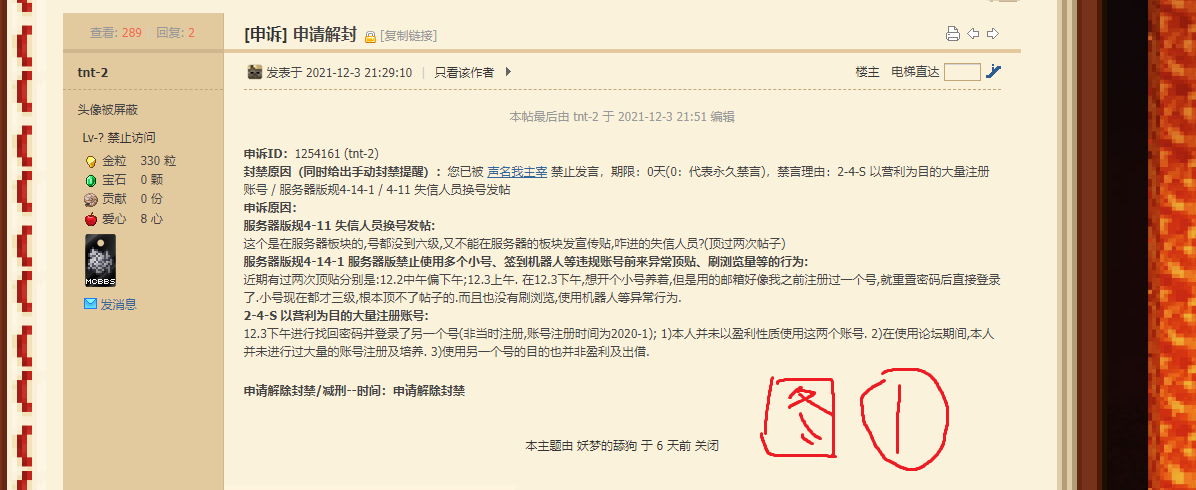 查看: 289 回复: 2
[申诉] 申请解封 [复制链接]
tnt-2
发表于 2021-12-3 21:29:10 | 只看该作者
楼主 电梯直达
头像被屏蔽
Lv-? 禁止访问
金粒 330 粒
宝石 0 颗
贡献 0 份
爱心 8 心
MCBBS
发消息
本帖最后由 tnt-2 于 2021-12-3 21:51 编辑
申诉ID：1254161 (tnt-2)
封禁原因（同时给出手动封禁提醒）：您已被 声名我主宰 禁止发言，期限：0天(0：代表永久禁言)，禁言理由：2-4-S 以营利为目的大量注册
账号 / 服务器版规4-14-1 / 4-11 失信人员换号发帖
申诉原因：
服务器版规4-11 失信人员换号发帖:
这个是在服务器板块的,号都没到六级,又不能在服务器的板块发宣传贴,咋进的失信人员?(顶过两次帖子)
服务器版规4-14-1 服务器版禁止使用多个小号、签到机器人等违规账号前来异常顶贴、刷浏览量等的行为:
近期有过两次顶贴分别是:12.2中午偏下午;12.3上午. 在12.3下午,想开个小号养着,但是用的邮箱好像我之前注册过一个号,就重置密码后直接登录
了.小号现在都才三级,根本顶不了帖子的.而且也没有刷浏览,使用机器人等异常行为.
2-4-S 以营利为目的大量注册账号:
12.3下午进行找回密码并登录了另一个号(非当时注册,账号注册时间为2020-1); 1)本人并未以盈利性质使用这两个账号. 2)在使用论坛期间,本人
并未进行过大量的账号注册及培养. 3)使用另一个号的目的也并非盈利及出借.
申请解除封禁/减刑--时间：申请解除封禁
本主题由 妖梦的舔狗 于 6 天前 关闭
图 1